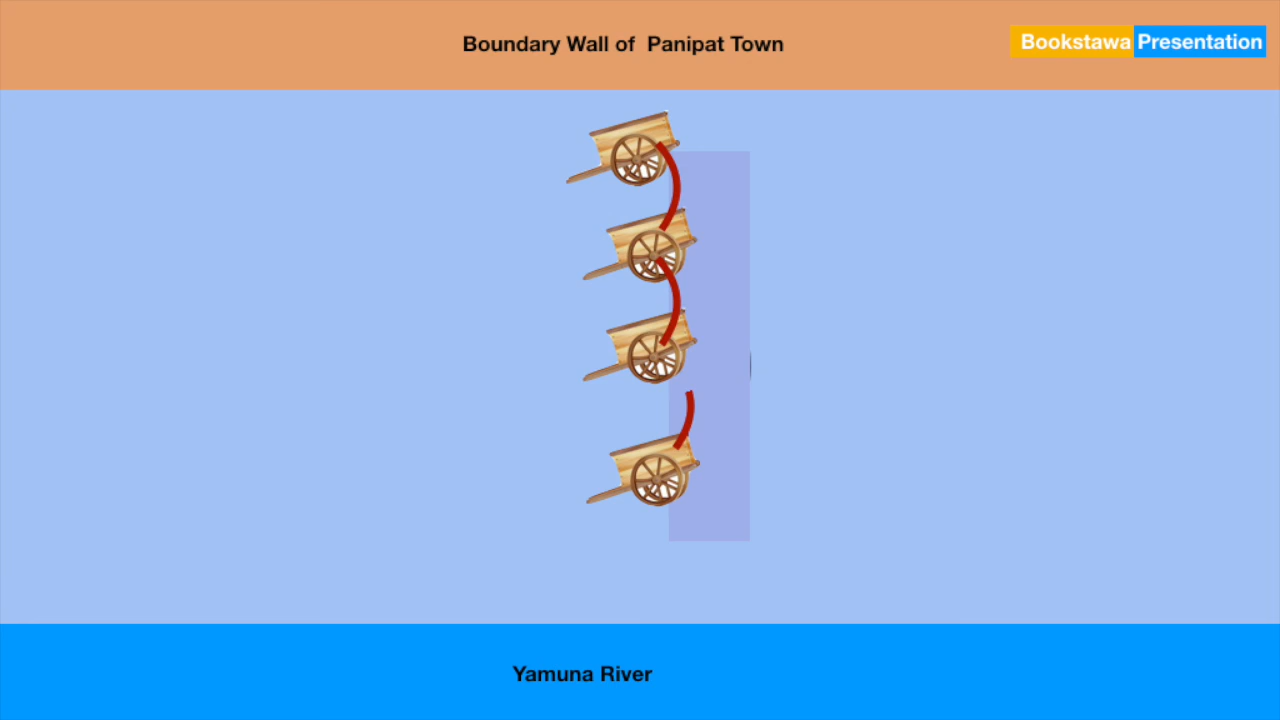 Boundary Wall of  Panipat Town
Bookstawa Presentation
Yamuna River